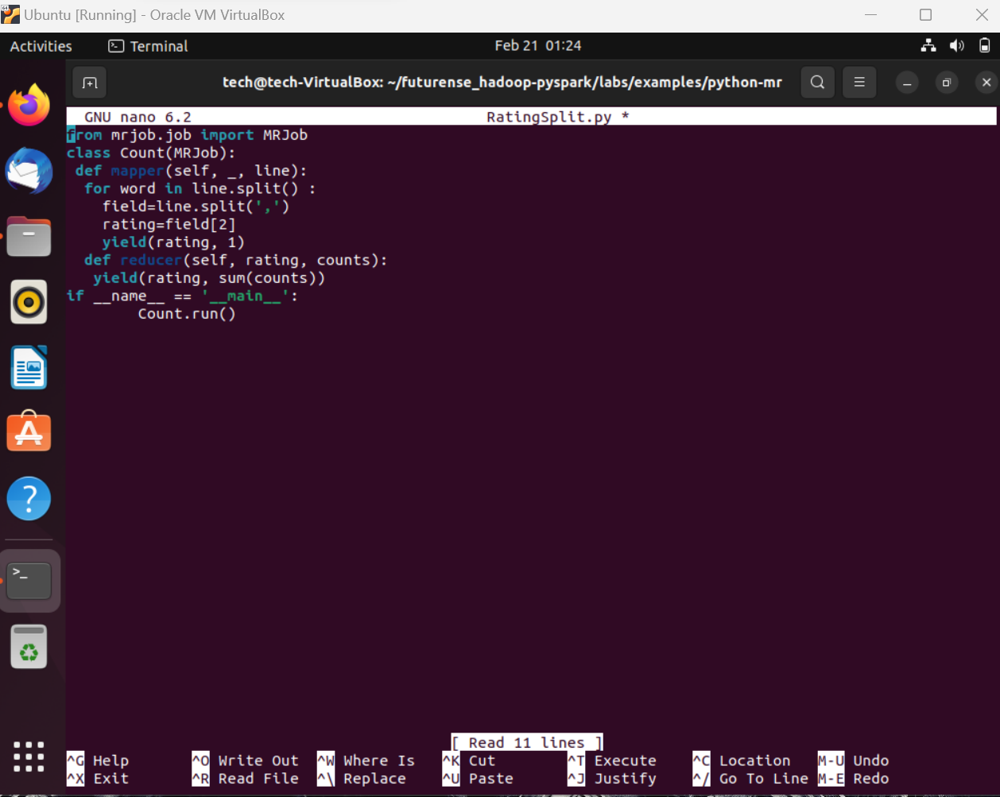 Ubuntu [Running] - Oracle VM VirtualBox
Activities Terminal Feb 21 01:24
tech@tech-VirtualBox: ~/futurense_hadoop-pyspark/labs/examples/python-mr
GNU nano 6.2 RatingSplit.py *
from mrjob.job import MRJob
class Count(MRJob):
 def mapper(self, _, line):
  for word in line.split() :
    field=line.split(',')
    rating=field[2]
    yield(rating, 1)
  def reducer(self, rating, counts):
   yield(rating, sum(counts))
if __name__ == '__main__':
        Count.run()
[ Read 11 lines ]
^G Help ^O Write Out ^W Where Is ^K Cut ^T Execute ^C Location M-U Undo
^X Exit ^R Read File ^\ Replace ^U Paste ^J Justify ^/ Go To Line M-E Redo